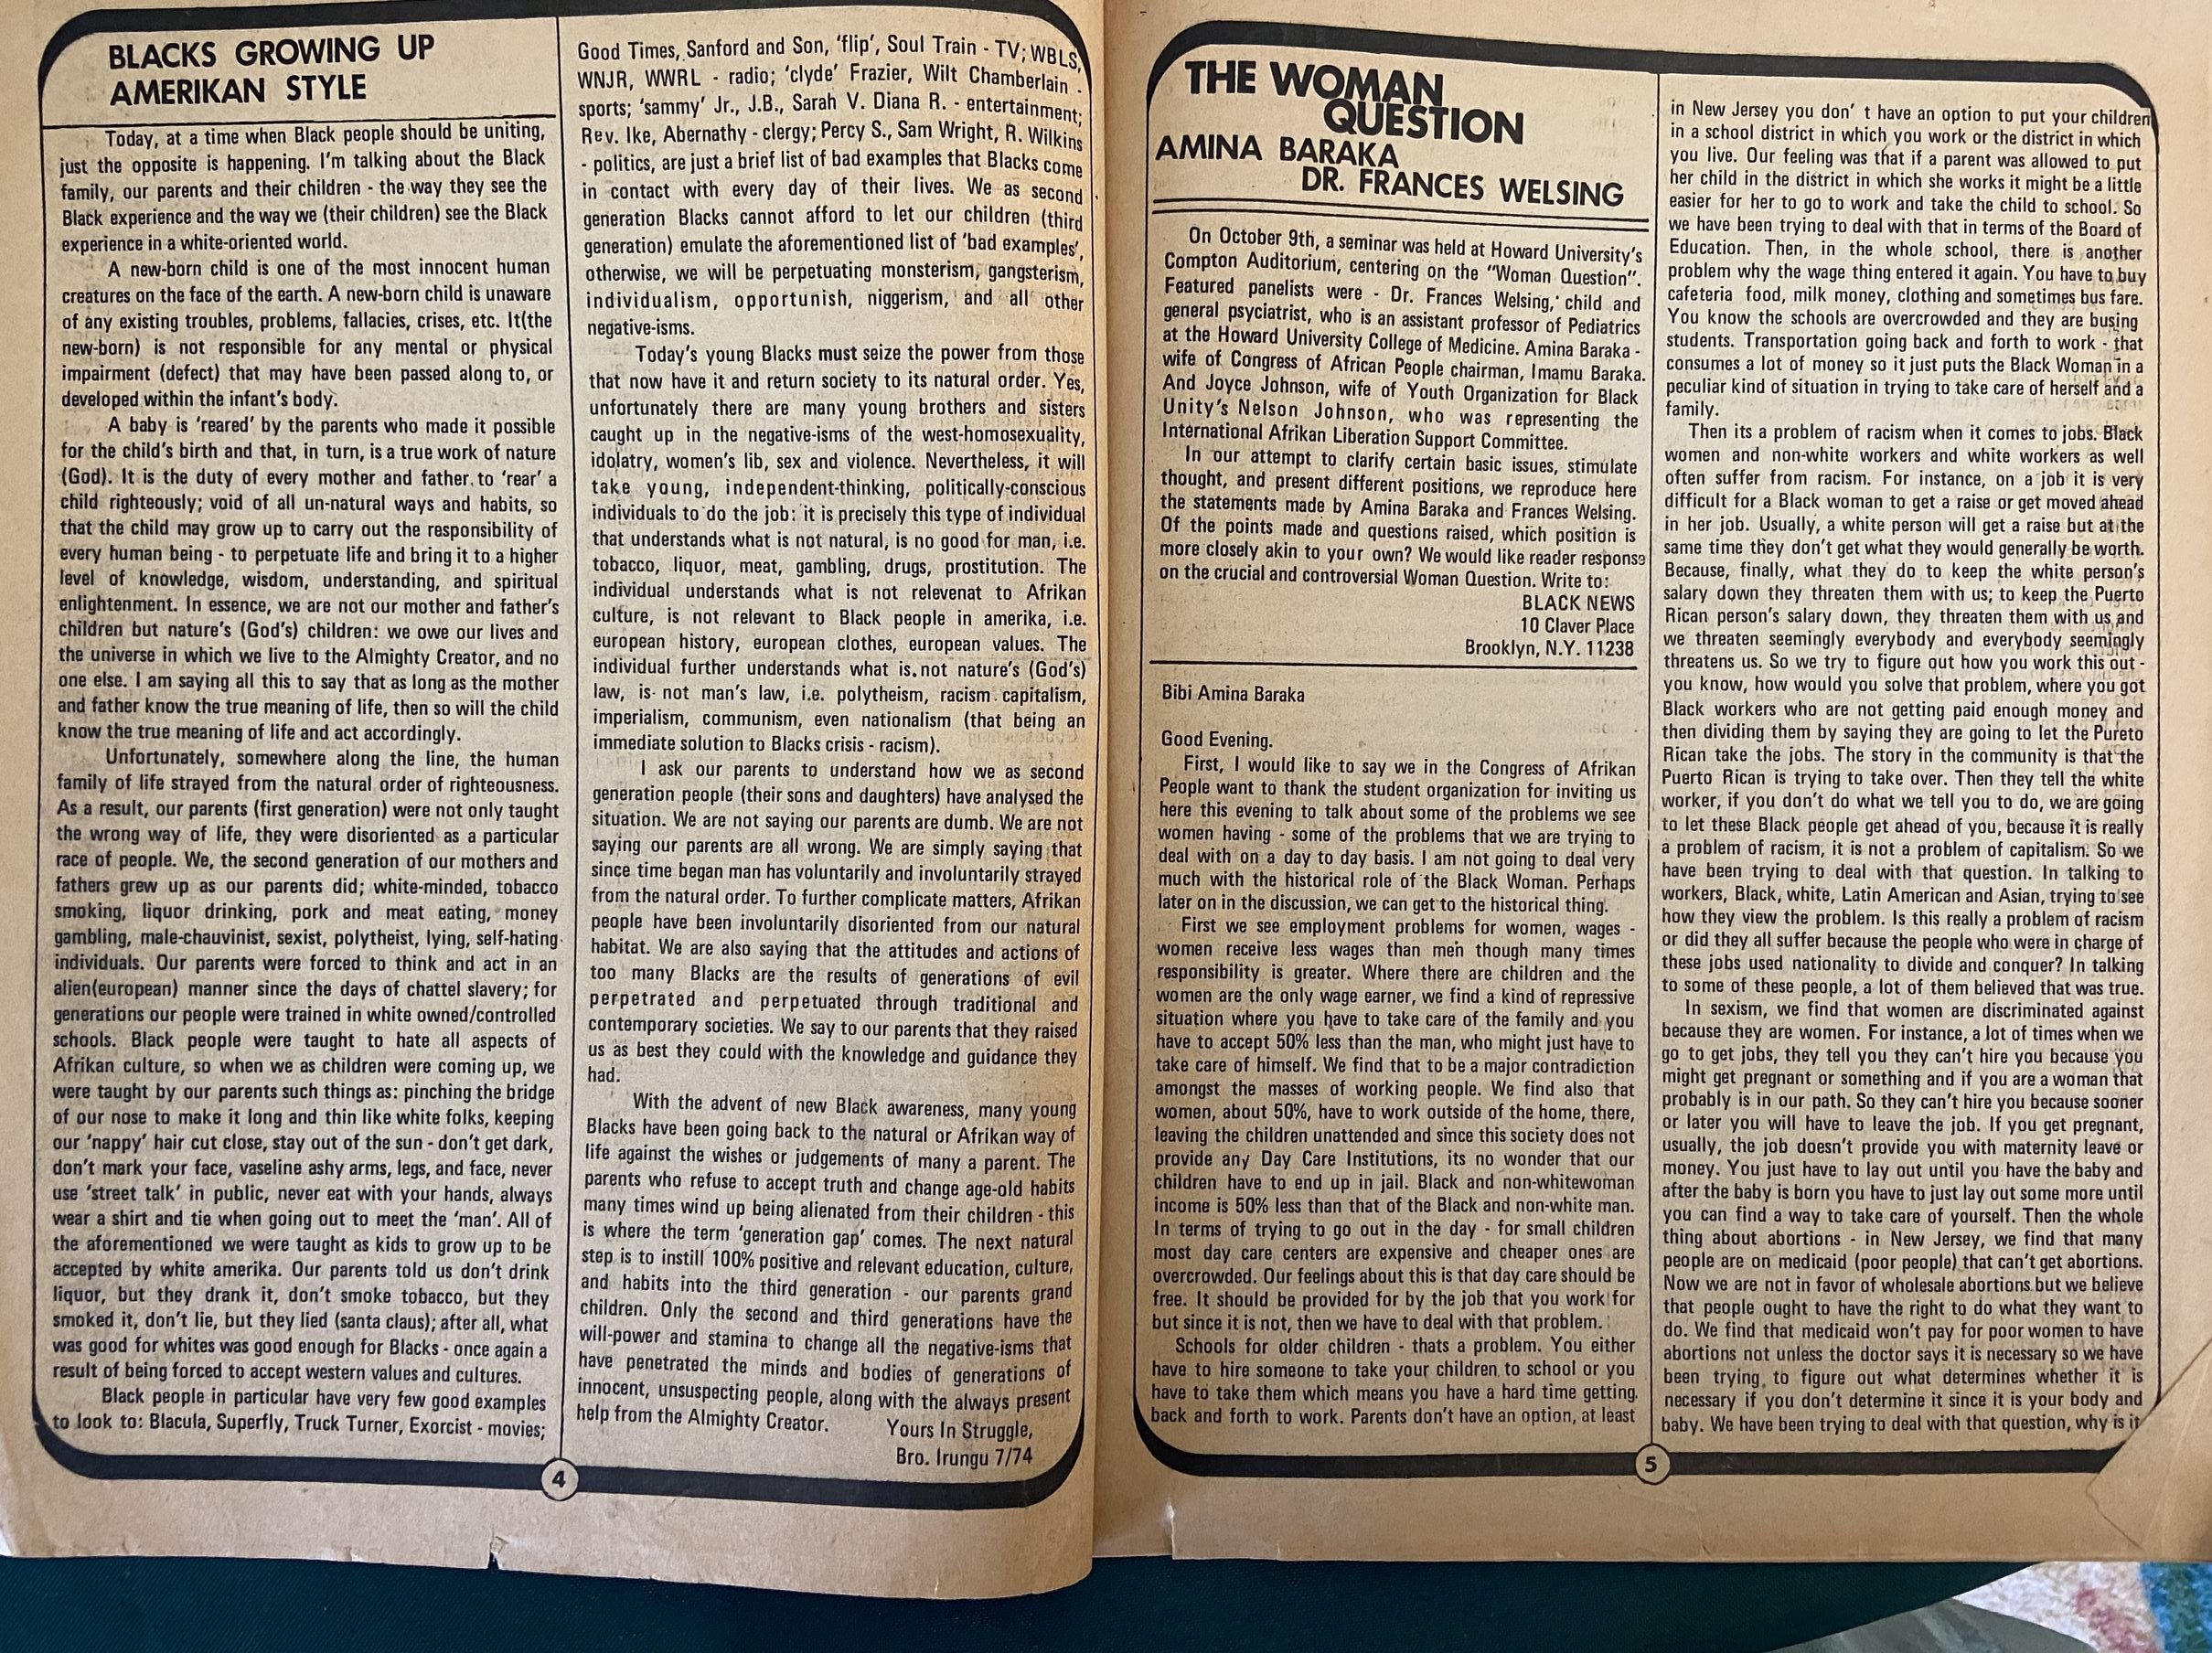 BLACKS GROWING UP
AMERIKAN STYLE
Today, at a time when Black people should be uniting,
just the opposite is happening. I'm talking about the Black
family, our parents and their children - the way they see the
Black experience and the way we (their children) see the Black
experience in a white-oriented world.
A new-born child is one of the most innocent human
creatures on the face of the earth. A new-born child is unaware
of any existing troubles, problems, fallacies, crises, etc. It(the
new-born) is not responsible for any mental or physical
impairment (defect) that may have been passed along to, or
developed within the infant's body.
A baby is 'reared' by the parents who made it possible
for the child's birth and that, in turn, is a true work of nature
(God). It is the duty of every mother and father to 'rear' a
child righteously; void of all un-natural ways and habits, so
that the child may grow up to carry out the responsibility of
every human being - to perpetuate life and bring it to a higher
level of knowledge, wisdom, understanding, and spiritual
enlightenment. In essence, we are not our mother and father's
children but nature's (God's) children: we owe our lives and
the universe in which we live to the Almighty Creator, and no
one else. I am saying all this to say that as long as the mother
and father know the true meaning of life, then so will the child
know the true meaning of life and act accordingly.
Unfortunately, somewhere along the line, the human
family of life strayed from the natural order of righteousness.
As a result, our parents (first generation) were not only taught
the wrong way of life, they were disoriented as a particular
race of people. We, the second generation of our mothers and
fathers grew up as our parents did; white-minded, tobacco
smoking, liquor drinking, pork and meat eating, money
gambling, male-chauvinist, sexist, polytheist, lying, self-hating
individuals. Our parents were forced to think and act in an
alien(european) manner since the days of chattel slavery; for
generations our people were trained in white owned/controlled
schools. Black people were taught to hate all aspects of
Afrikan culture, so when we as children were coming up, we
were taught by our parents such things as: pinching the bridge
of our nose to make it long and thin like white folks, keeping
our 'nappy' hair cut close, stay out of the sun - don't get dark,
don't mark your face, vaseline ashy arms, legs, and face, never
use 'street talk' in public, never eat with your hands, always
wear a shirt and tie when going out to meet the 'man'. All of
the aforementioned we were taught as kids to grow up to be
accepted by white amerika. Our parents told us don't drink
liquor, but they drank it, don't smoke tobacco, but they
smoked it, don't lie, but they lied (santa claus); after all, what
was good for whites was good enough for Blacks - once again a
result of being forced to accept western values and cultures.
Black people in particular have very few good examples
to look to: Blacula, Superfly, Truck Turner, Exorcist - movies;
Good Times, Sanford and Son, 'flip', Soul Train - TV; WBLS,
WNJR, WWRL - radio; 'clyde' Frazier, Wilt Chamberlain -
sports; 'sammy' Jr., J.B., Sarah V. Diana R. - entertainment;
Rev. Ike, Abernathy - clergy; Percy S., Sam Wright, R. Wilkins
- politics, are just a brief list of bad examples that Blacks come
in contact with every day of their lives. We as second
generation Blacks cannot afford to let our children (third
generation) emulate the aforementioned list of 'bad examples',
otherwise, we will be perpetuating monsterism, gangsterism,
individualism, opportunish, niggerism, and all other
negative-isms.
Today's young Blacks must seize the power from those
that now have it and return society to its natural order. Yes,
unfortunately there are many young brothers and sisters
caught up in the negative-isms of the west-homosexuality,
idolatry, women's lib, sex and violence. Nevertheless, it will
take young, independent-thinking, politically-conscious
individuals to do the job: it is precisely this type of individual
that understands what is not natural, is no good for man, i.e.
tobacco, liquor, meat, gambling, drugs, prostitution. The
individual understands what is not relevenat to Afrikan
culture, is not relevant to Black people in amerika, i.e.
european history, european clothes, european values. The
individual further understands what is not nature's (God's)
law, is not man's law, i.e. polytheism, racism capitalism,
imperialism, communism, even nationalism (that being an
immediate solution to Blacks crisis - racism).
I ask our parents to understand how we as second
generation people (their sons and daughters) have analysed the
situation. We are not saying our parents are dumb. We are not
saying our parents are all wrong. We are simply saying that
since time began man has voluntarily and involuntarily strayed
from the natural order. To further complicate matters, Afrikan
people have been involuntarily disoriented from our natural
habitat. We are also saying that the attitudes and actions of
too many Blacks are the results of generations of evil
perpetrated and perpetuated through traditional and
contemporary societies. We say to our parents that they raised
us as best they could with the knowledge and guidance they
had.
With the advent of new Black awareness, many young
Blacks have been going back to the natural or Afrikan way of
life against the wishes or judgements of many a parent. The
parents who refuse to accept truth and change age-old habits
many times wind up being alienated from their children - this
is where the term 'generation gap' comes. The next natural
step is to instill 100% positive and relevant education, culture,
and habits into the third generation - our parents grand
children. Only the second and third generations have the
will-power and stamina to change all the negative-isms that
have penetrated the minds and bodies of generations of
innocent, unsuspecting people, along with the always present
help from the Almighty Creator.
Yours In Struggle,
Bro. Irungu 7/74
4
THE WOMAN
QUESTION
AMINA BARAKA
DR. FRANCES WELSING
On October 9th, a seminar was held at Howard University's
Compton Auditorium, centering on the "Woman Question".
Featured panelists were - Dr. Frances Welsing, child and
general psyciatrist, who is an assistant professor of Pediatrics
at the Howard University College of Medicine. Amina Baraka -
wife of Congress of African People chairman, Imamu Baraka.
And Joyce Johnson, wife of Youth Organization for Black
Unity's Nelson Johnson, who was representing the
International Afrikan Liberation Support Committee.
In our attempt to clarify certain basic issues, stimulate
thought, and present different positions, we reproduce here
the statements made by Amina Baraka and Frances Welsing.
Of the points made and questions raised, which position is
more closely akin to your own? We would like reader response
on the crucial and controversial Woman Question. Write to:
BLACK NEWS
10 Claver Place
Brooklyn, N.Y. 11238
Bibi Amina Baraka
Good Evening.
First, I would like to say we in the Congress of Afrikan
People want to thank the student organization for inviting us
here this evening to talk about some of the problems we see
women having - some of the problems that we are trying to
deal with on a day to day basis. I am not going to deal very
much with the historical role of the Black Woman. Perhaps
later on in the discussion, we can get to the historical thing.
First we see employment problems for women, wages -
women receive less wages than men though many times
responsibility is greater. Where there are children and the
women are the only wage earner, we find a kind of repressive
situation where you have to take care of the family and you
have to accept 50% less than the man, who might just have to
take care of himself. We find that to be a major contradiction
amongst the masses of working people. We find also that
women, about 50%, have to work outside of the home, there,
leaving the children unattended and since this society does not
provide any Day Care Institutions, its no wonder that our
children have to end up in jail. Black and non-whitewoman
income is 50% less than that of the Black and non-white man.
In terms of trying to go out in the day - for small children
most day care centers are expensive and cheaper ones are
overcrowded. Our feelings about this is that day care should be
free. It should be provided for by the job that you work for
but since it is not, then we have to deal with that problem.
Schools for older children - thats a problem. You either
have to hire someone to take your children to school or you
have to take them which means you have a hard time getting
back and forth to work. Parents don't have an option, at least
in New Jersey you don' t have an option to put your children
in a school district in which you work or the district in which
you live. Our feeling was that if a parent was allowed to put
her child in the district in which she works it might be a little
easier for her to go to work and take the child to school. So
we have been trying to deal with that in terms of the Board of
Education. Then, in the whole school, there is another
problem why the wage thing entered it again. You have to buy
cafeteria food, milk money, clothing and sometimes bus fare.
You know the schools are overcrowded and they are busing
students. Transportation going back and forth to work - that
consumes a lot of money so it just puts the Black Woman in a
peculiar kind of situation in trying to take care of herself and a
family.
Then its a problem of racism when it comes to jobs. Black
women and non-white workers and white workers as well
often suffer from racism. For instance, on a job it is very
difficult for a Black woman to get a raise or get moved ahead
in her job. Usually, a white person will get a raise but at the
same time they don't get what they would generally be worth.
Because, finally, what they do to keep the white person's
salary down they threaten them with us; to keep the Puerto
Rican person's salary down, they threaten them with us and
we threaten seemingly everybody and everybody seemingly
threatens us. So we try to figure out how you work this out -
you know, how would you solve that problem, where you got
Black workers who are not getting paid enough money and
then dividing them by saying they are going to let the Pureto
Rican take the jobs. The story in the community is that the
Puerto Rican is trying to take over. Then they tell the white
worker, if you don't do what we tell you to do, we are going
to let these Black people get ahead of you, because it is really
a problem of racism, it is not a problem of capitalism. So we
have been trying to deal with that question. In talking to
workers, Black, white, Latin American and Asian, trying to see
how they view the problem. Is this really a problem of racism
or did they all suffer because the people who were in charge of
these jobs used nationality to divide and conquer? In talking
to some of these people, a lot of them believed that was true.
In sexism, we find that women are discriminated against
because they are women. For instance, a lot of times when we
go to get jobs, they tell you they can't hire you because you
might get pregnant or something and if you are a woman that
probably is in our path. So they can't hire you because sooner
or later you will have to leave the job. If you get pregnant,
usually, the job doesn't provide you with maternity leave or
money. You just have to lay out until you have the baby and
after the baby is born you have to just lay out some more until
you can find a way to take care of yourself. Then the whole
thing about abortions - in New Jersey, we find that many
people are on medicaid (poor people) that can't get abortions.
Now we are not in favor of wholesale abortions but we believe
that people ought to have the right to do what they want to
do. We find that medicaid won't pay for poor women to have
abortions not unless the doctor says it is necessary so we have
been trying to figure out what determines whether it is
necessary if you don't determine it since it is your body and
baby. We have been trying to deal with that question, why is it
5